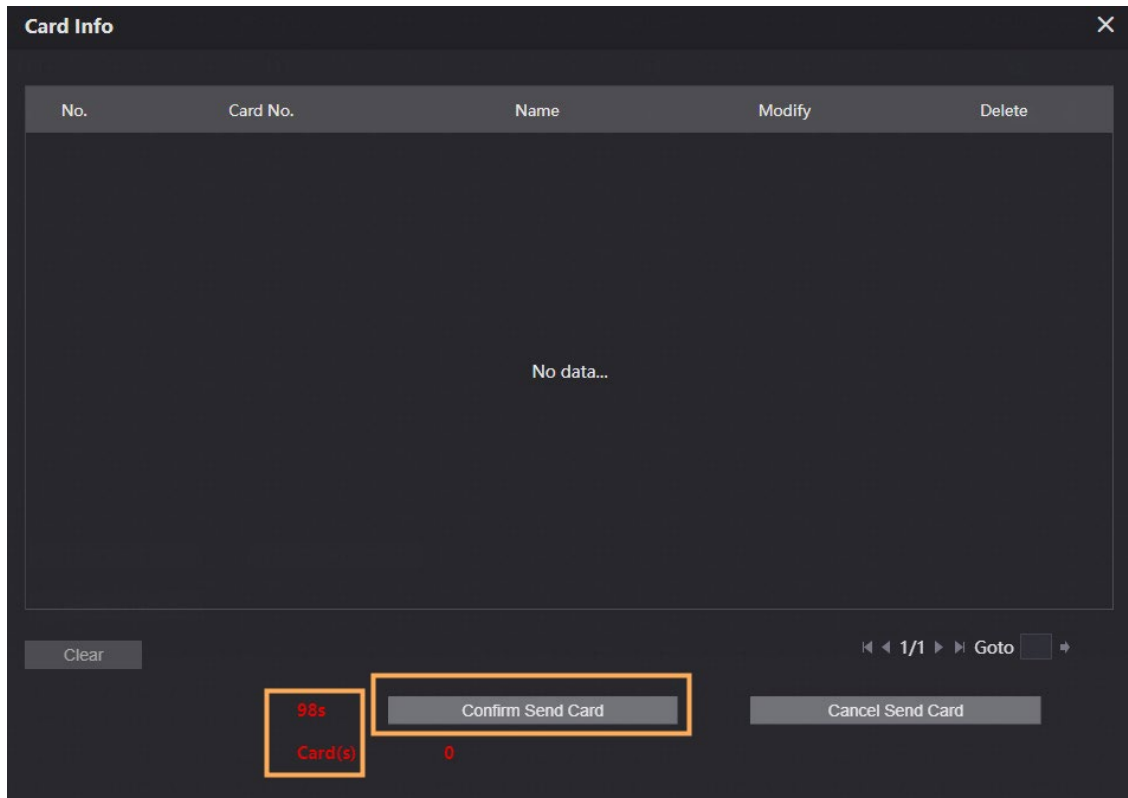 Card Info
No. Card No. Name Modify Delete
No data...
Clear 1/1 Goto
98s Confirm Send Card Cancel Send Card
Card(s) 0